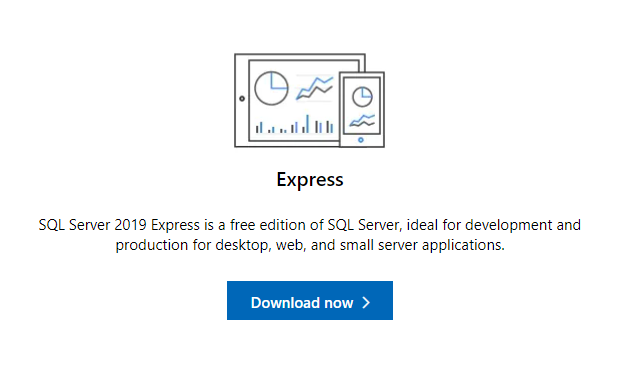 Express
SQL Server 2019 Express is a free edition of SQL Server, ideal for development and
production for desktop, web, and small server applications.
Download now